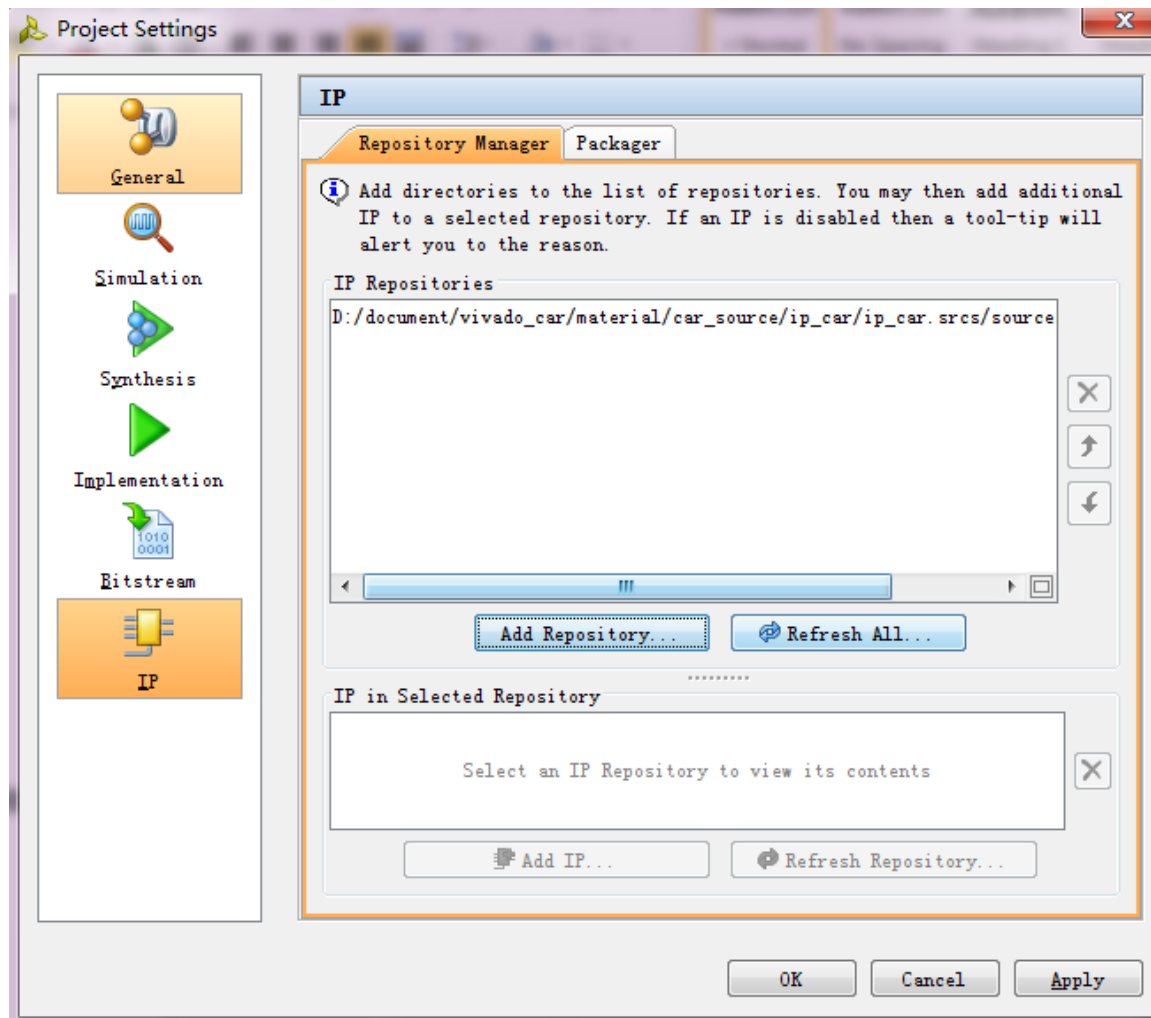 Project Settings
General
Simulation
Synthesis
Implementation
1010
0001
Bitstream
IP
IP
Repository Manager
Packager
Add directories to the list of repositories. You may then add additional
IP to a selected repository. If an IP is disabled then a tool-tip will
alert you to the reason.
IP Repositories
D:/document/vivado_car/material/car_source/ip_car/ip_car.srcs/source
Add Repository...
Refresh All...
IP in Selected Repository
Select an IP Repository to view its contents
Add IP...
Refresh Repository...
OK
Cancel
Apply